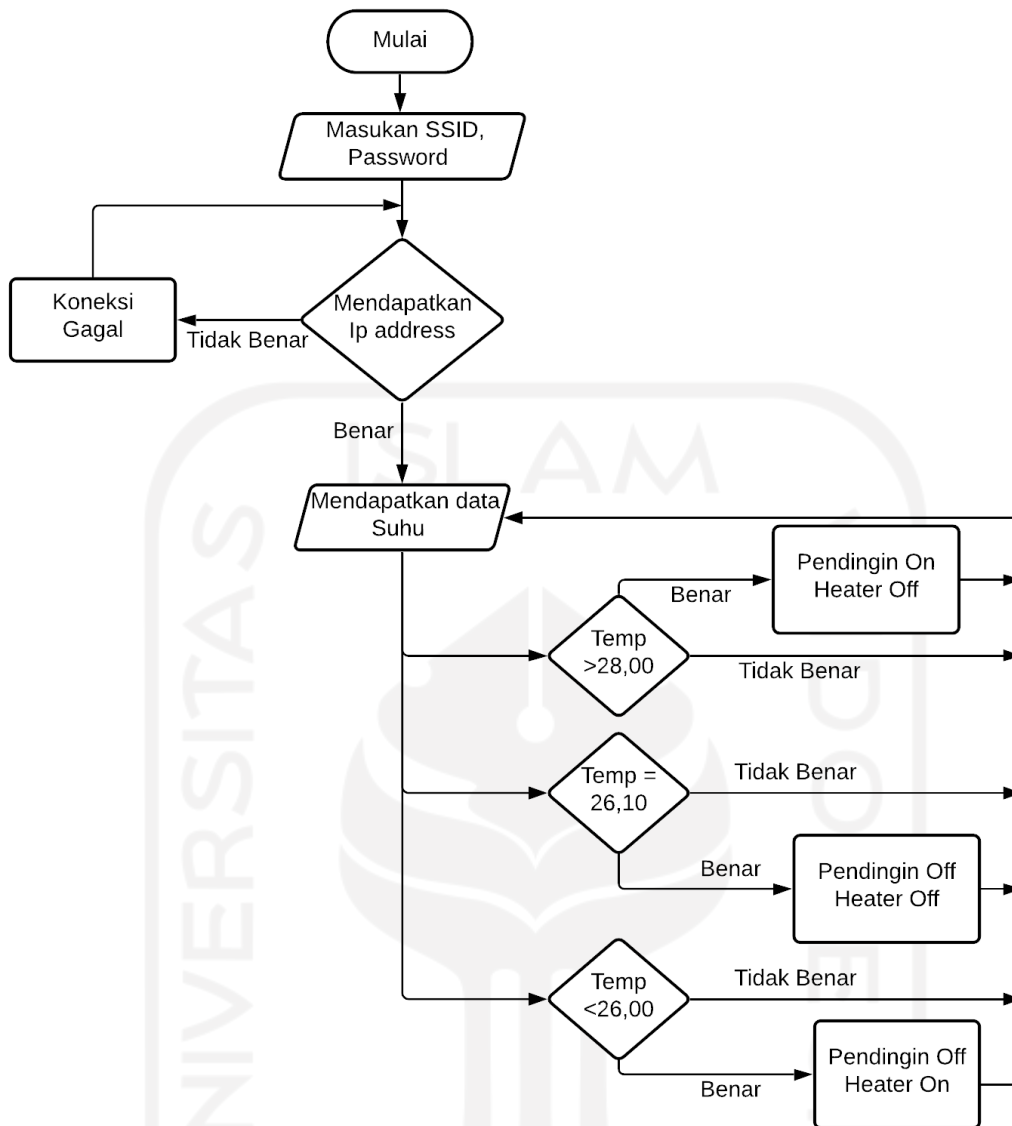 Mulai
Masukan SSID,
Password
Koneksi
Gagal
Tidak Benar
Mendapatkan
Ip address
Benar
Mendapatkan data
Suhu
Temp
>28,00
Benar
Pendingin On
Heater Off
Tidak Benar
Temp =
26,10
Tidak Benar
Benar
Pendingin Off
Heater Off
Temp
<26,00
Tidak Benar
Benar
Pendingin Off
Heater On
ISLAM
UNIVERSITAS